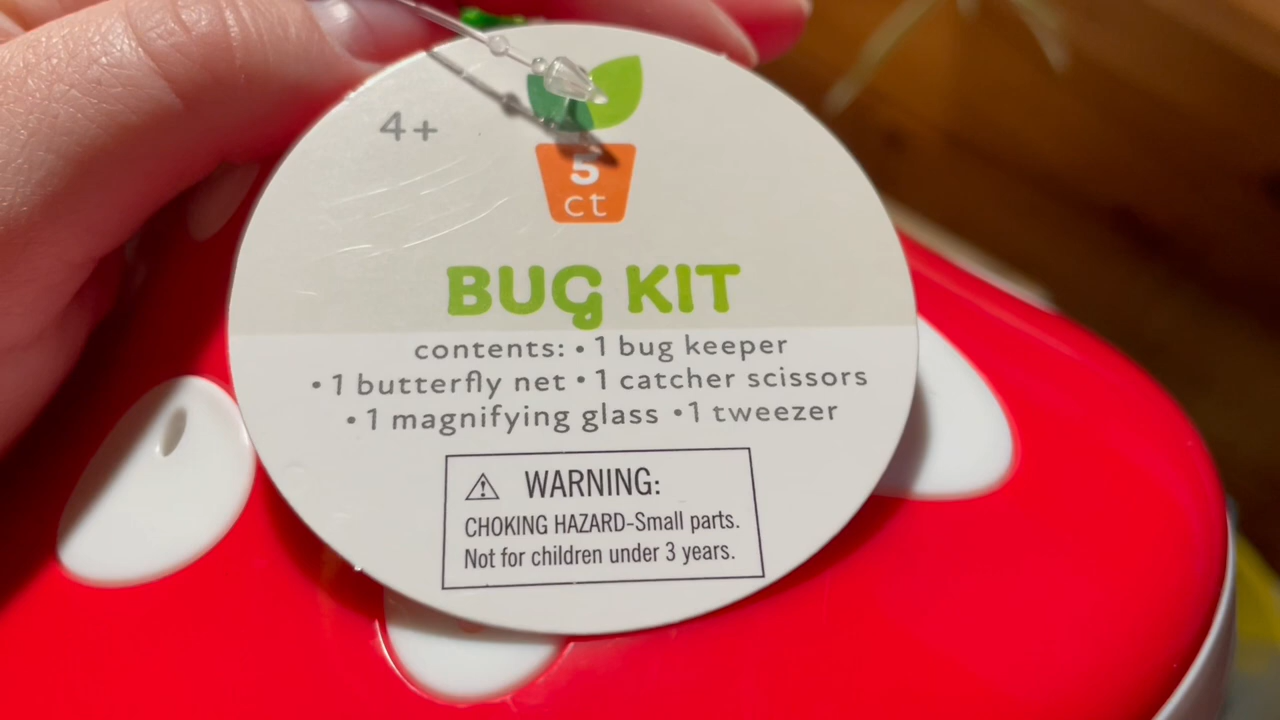 4+
5
ct
BUG KIT
contents: • 1 bug keeper
• 1 butterfly net • 1 catcher scissors
• 1 magnifying glass • 1 tweezer
⚠ WARNING:
CHOKING HAZARD–Small parts.
Not for children under 3 years.